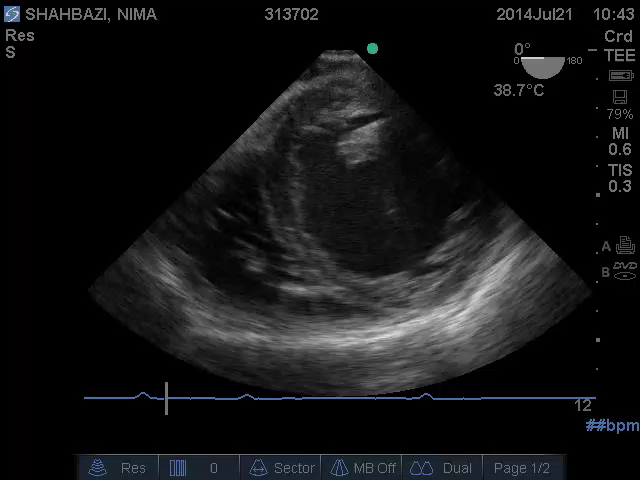 SHAHBAZI, NIMA 313702 2014Jul21 10:43
Res
S
Crd
TEE
0°
0 180
38.7°C
79%
MI
0.6
TIS
0.3
A
B DVD
12
##bpm
Res 0 Sector MB Off Dual Page 1/2